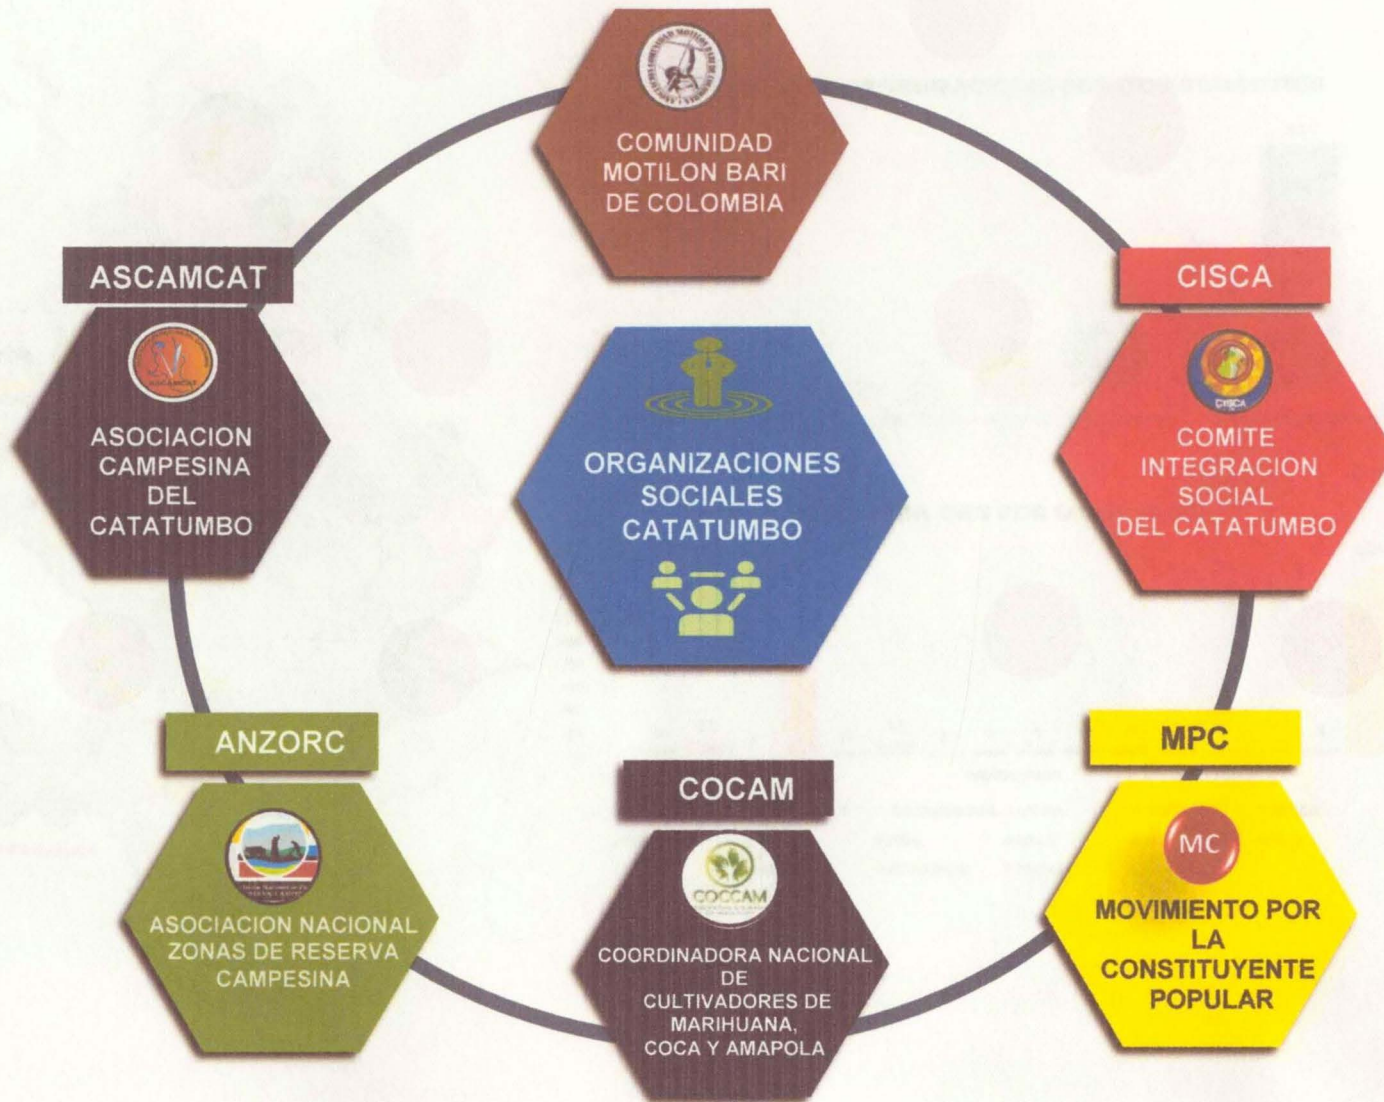 COMUNIDAD
MOTILON BARI
DE COLOMBIA
ASCAMCAT
ASCAMCAT
ASOCIACION
CAMPESINA
DEL
CATATUMBO
CISCA
CISCA
COMITE
INTEGRACION
SOCIAL
DEL CATATUMBO
ORGANIZACIONES
SOCIALES
CATATUMBO
ANZORC
ASOCIACION NACIONAL
ZONAS DE RESERVA
CAMPESINA
COCAM
COCCAM
COORDINADORA NACIONAL
DE
CULTIVADORES DE
MARIHUANA,
COCA Y AMAPOLA
MPC
MC
MOVIMIENTO POR
LA
CONSTITUYENTE
POPULAR